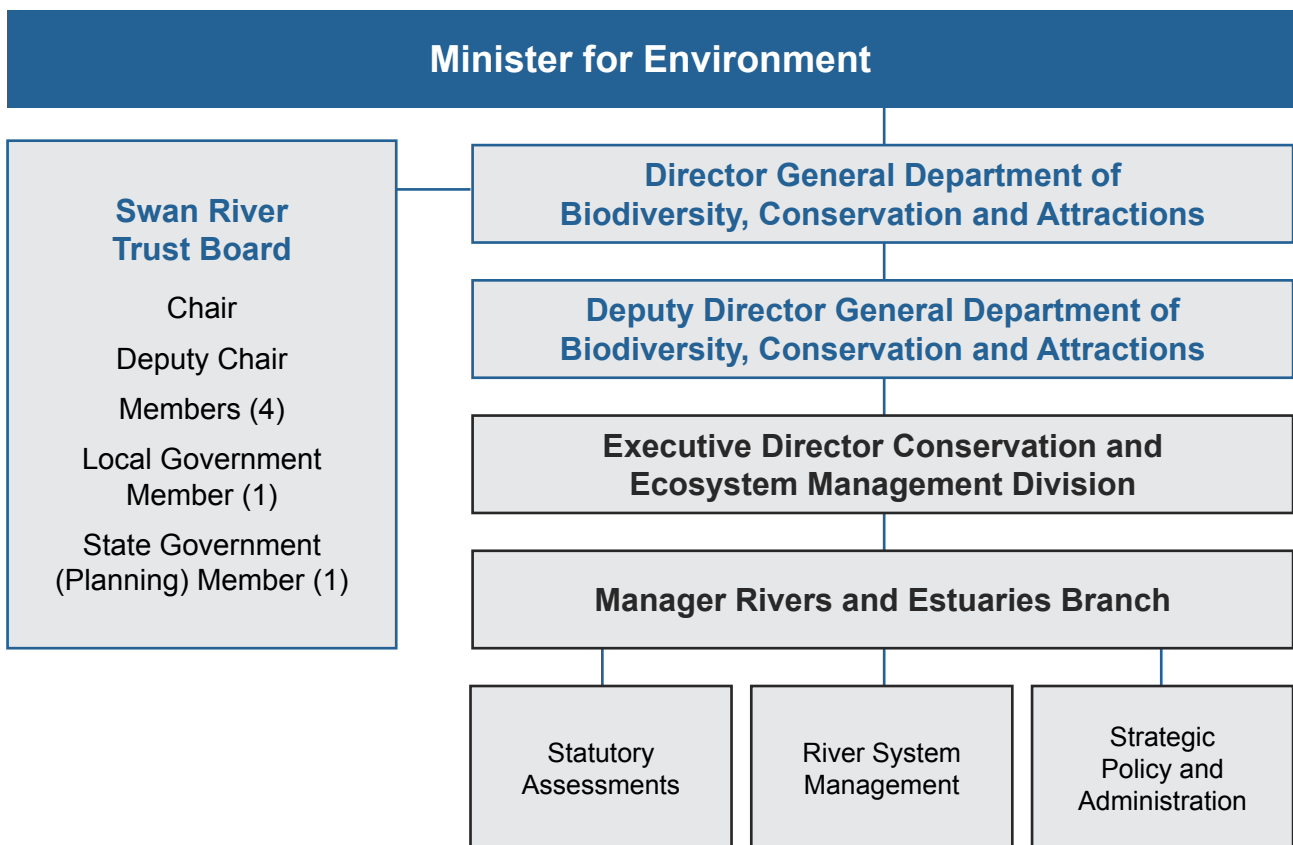 Minister for Environment
Swan River
Trust Board
Chair
Deputy Chair
Members (4)
Local Government
Member (1)
State Government
(Planning) Member (1)
Director General Department of
Biodiversity, Conservation and Attractions
Deputy Director General Department of
Biodiversity, Conservation and Attractions
Executive Director Conservation and
Ecosystem Management Division
Manager Rivers and Estuaries Branch
Statutory
Assessments
River System
Management
Strategic
Policy and
Administration